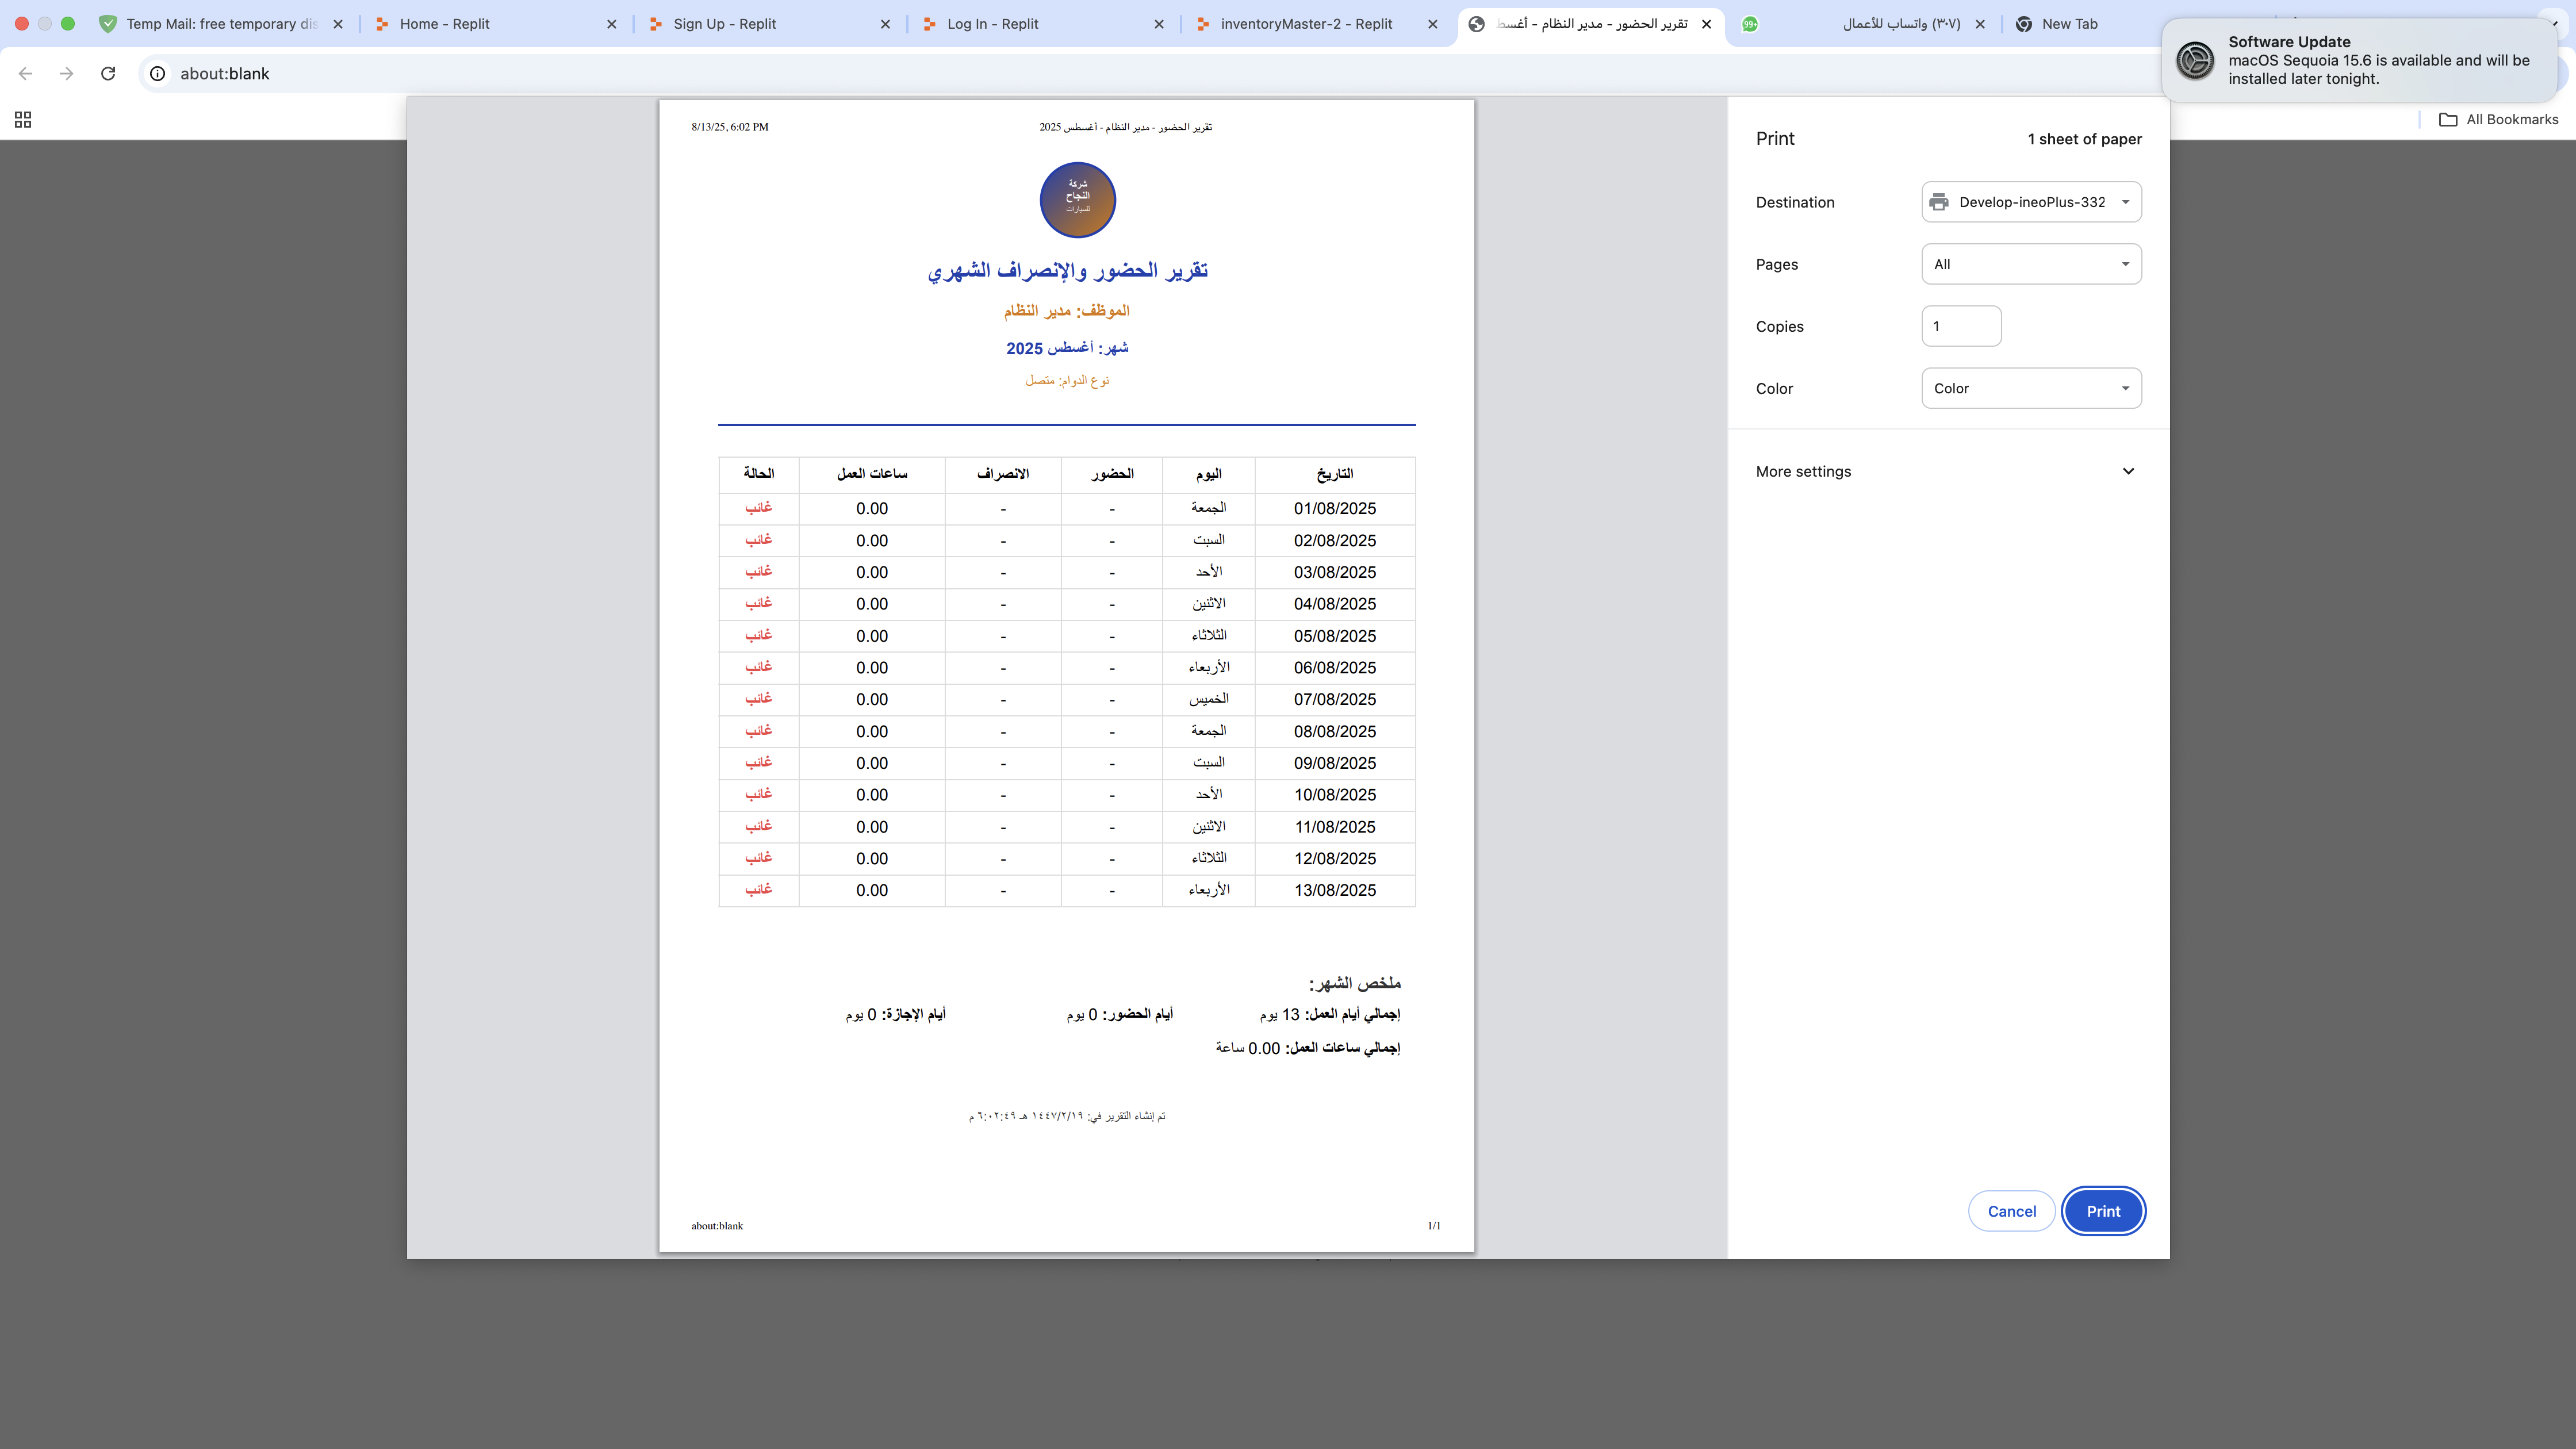 Temp Mail: free temporary dis
Home - Replit
Sign Up - Replit
Log In - Replit
inventoryMaster-2 - Replit
تقرير الحضور - مدير النظام - أغسط
99+
(٣٠٧) واتساب للأعمال
New Tab
Software Update
macOS Sequoia 15.6 is available and will be
installed later tonight.
about:blank
All Bookmarks
8/13/25, 6:02 PM
تقرير الحضور - مدير النظام - أغسطس 2025
شركة
النجاح
للسيارات
تقرير الحضور والإنصراف الشهري
الموظف: مدير النظام
شهر: أغسطس 2025
نوع الدوام: متصل
التاريخ اليوم الحضور الانصراف ساعات العمل الحالة
01/08/2025 الجمعة - - 0.00 غائب
02/08/2025 السبت - - 0.00 غائب
03/08/2025 الأحد - - 0.00 غائب
04/08/2025 الاثنين - - 0.00 غائب
05/08/2025 الثلاثاء - - 0.00 غائب
06/08/2025 الأربعاء - - 0.00 غائب
07/08/2025 الخميس - - 0.00 غائب
08/08/2025 الجمعة - - 0.00 غائب
09/08/2025 السبت - - 0.00 غائب
10/08/2025 الأحد - - 0.00 غائب
11/08/2025 الاثنين - - 0.00 غائب
12/08/2025 الثلاثاء - - 0.00 غائب
13/08/2025 الأربعاء - - 0.00 غائب
ملخص الشهر:
إجمالي أيام العمل: 13 يوم أيام الحضور: 0 يوم أيام الإجازة: 0 يوم
إجمالي ساعات العمل: 0.00 ساعة
تم إنشاء التقرير في: ١٤٤٧/٢/١٩ هـ ٦:٠٢:٤٩ م
about:blank
1/1
Print
1 sheet of paper
Destination
Develop-ineoPlus-332
Pages
All
Copies
1
Color
Color
More settings
Cancel
Print